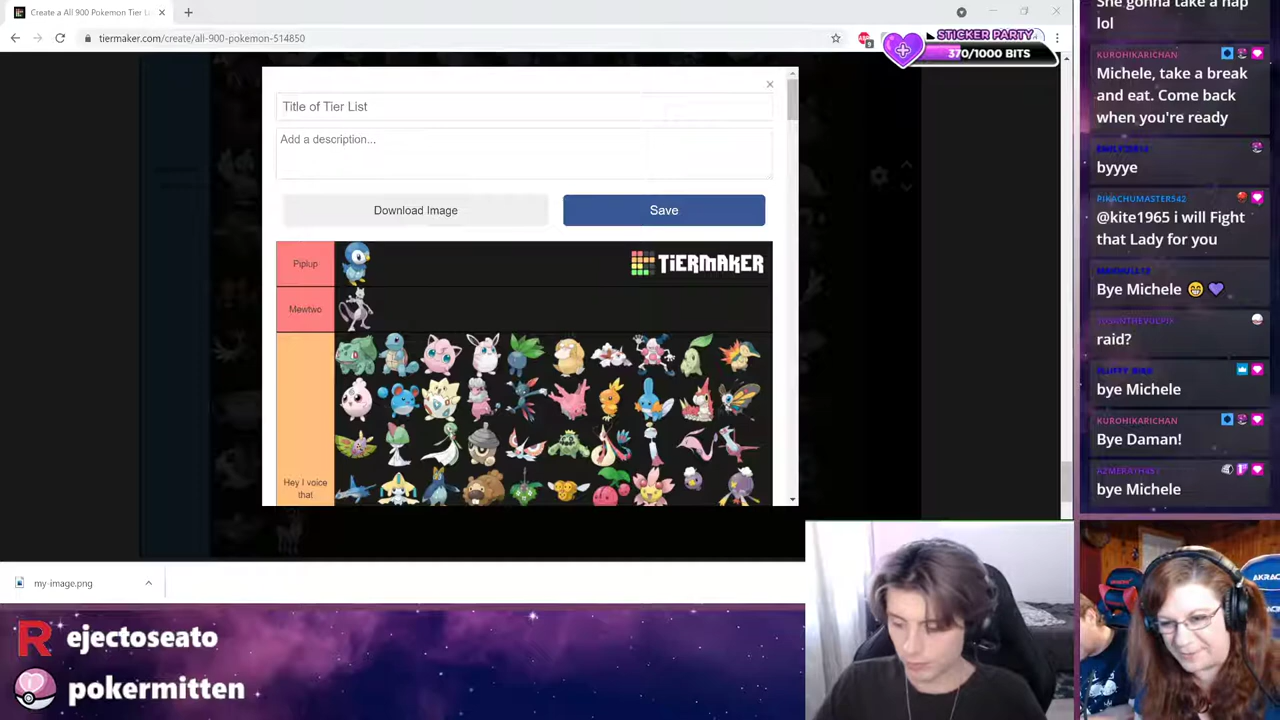 Create a All 900 Pokemon Tier L
tiermaker.com/create/all-900-pokemon-514850
STICKER PARTY
370/1000 BITS
Title of Tier List
Add a description...
Download Image
Save
Piplup
TIERMAKER
Mewtwo
Hey I voice
that
my-image.png
R ejectoseato
pokermitten
She gonna take a nap
lol
KUROHIKARICHAN
Michele, take a break
and eat. Come back
when you're ready
byyye
PIKACHUMASTER542
@kite1965 i will Fight
that Lady for you
Bye Michele
raid?
bye Michele
KUROHIKARICHAN
Bye Daman!
bye Michele
AKRACING